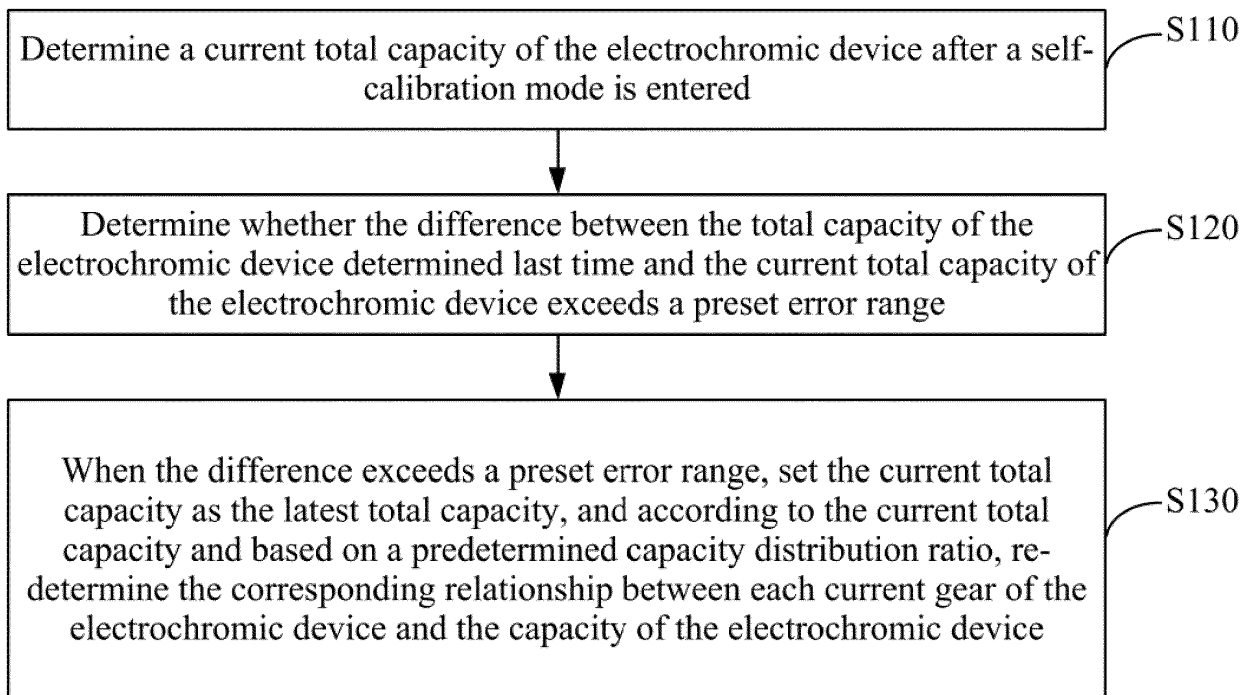 Determine a current total capacity of the electrochromic device after a self-
calibration mode is entered
S110
Determine whether the difference between the total capacity of the
electrochromic device determined last time and the current total capacity of
the electrochromic device exceeds a preset error range
S120
When the difference exceeds a preset error range, set the current total
capacity as the latest total capacity, and according to the current total
capacity and based on a predetermined capacity distribution ratio, re-
determine the corresponding relationship between each current gear of the
electrochromic device and the capacity of the electrochromic device
S130